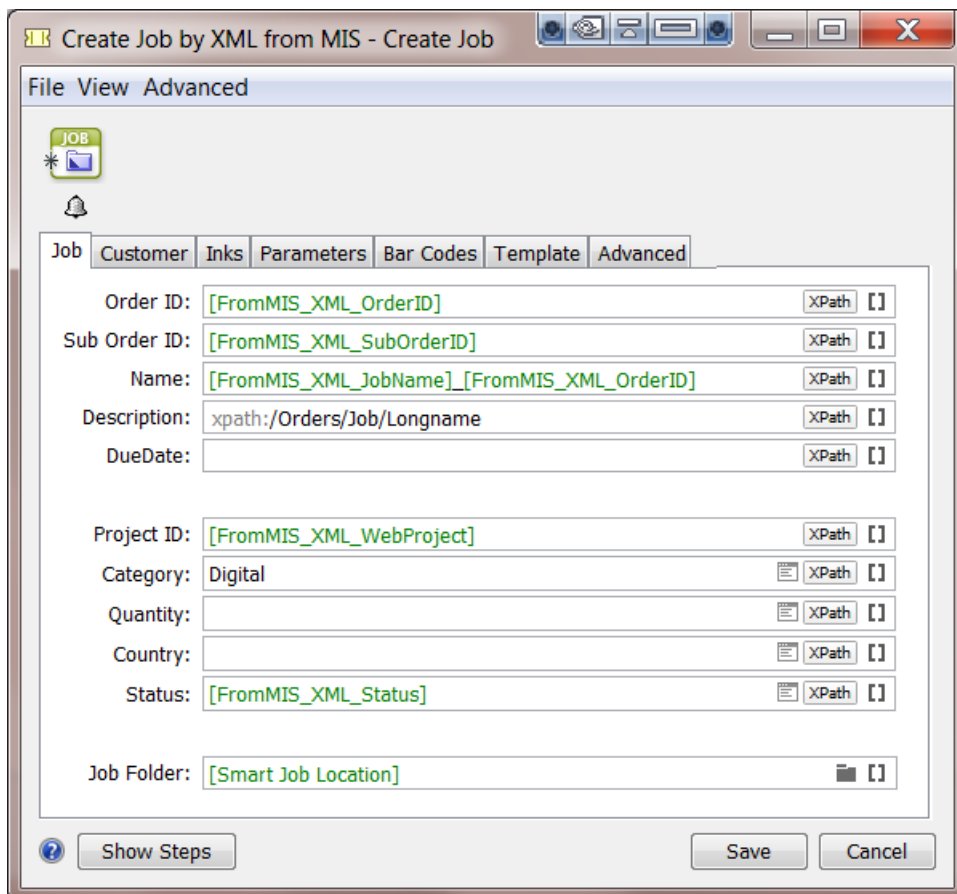 Create Job by XML from MIS - Create Job
File View Advanced
JOB
Job Customer Inks Parameters Bar Codes Template Advanced
Order ID: [FromMIS_XML_OrderID] XPath []
Sub Order ID: [FromMIS_XML_SubOrderID] XPath []
Name: [FromMIS_XML_JobName]_[FromMIS_XML_OrderID] XPath []
Description: xpath:/Orders/Job/Longname XPath []
DueDate: XPath []
Project ID: [FromMIS_XML_WebProject] XPath []
Category: Digital XPath []
Quantity: XPath []
Country: XPath []
Status: [FromMIS_XML_Status] XPath []
Job Folder: [Smart Job Location] []
? Show Steps Save Cancel